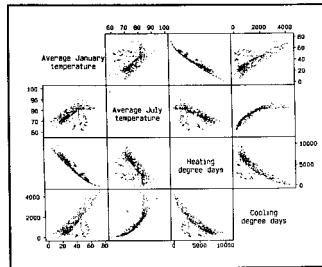 60 70 80 90
0 2000 4000
Average January
temperature
80
60
40
20
0
100
90
80
70
60
Average July
temperature
Heating
degree days
10000
5000
0
4000
2000
0
Cooling
degree days
0 20 40 60 80
0 5000 10000